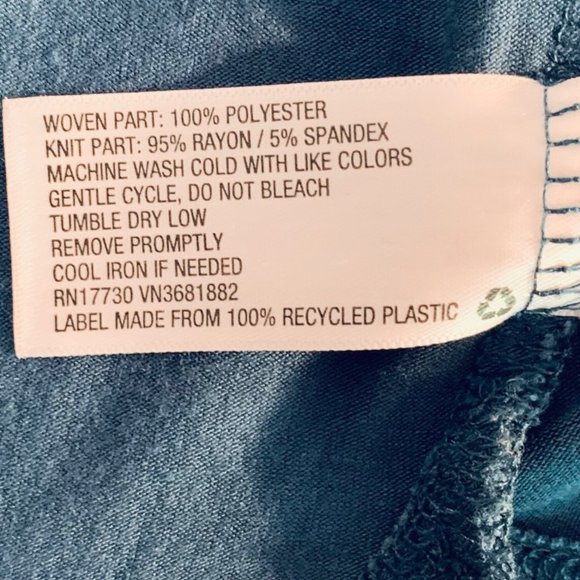 WOVEN PART: 100% POLYESTER
KNIT PART: 95% RAYON / 5% SPANDEX
MACHINE WASH COLD WITH LIKE COLORS
GENTLE CYCLE, DO NOT BLEACH
TUMBLE DRY LOW
REMOVE PROMPTLY
COOL IRON IF NEEDED
RN17730 VN3681882
LABEL MADE FROM 100% RECYCLED PLASTIC